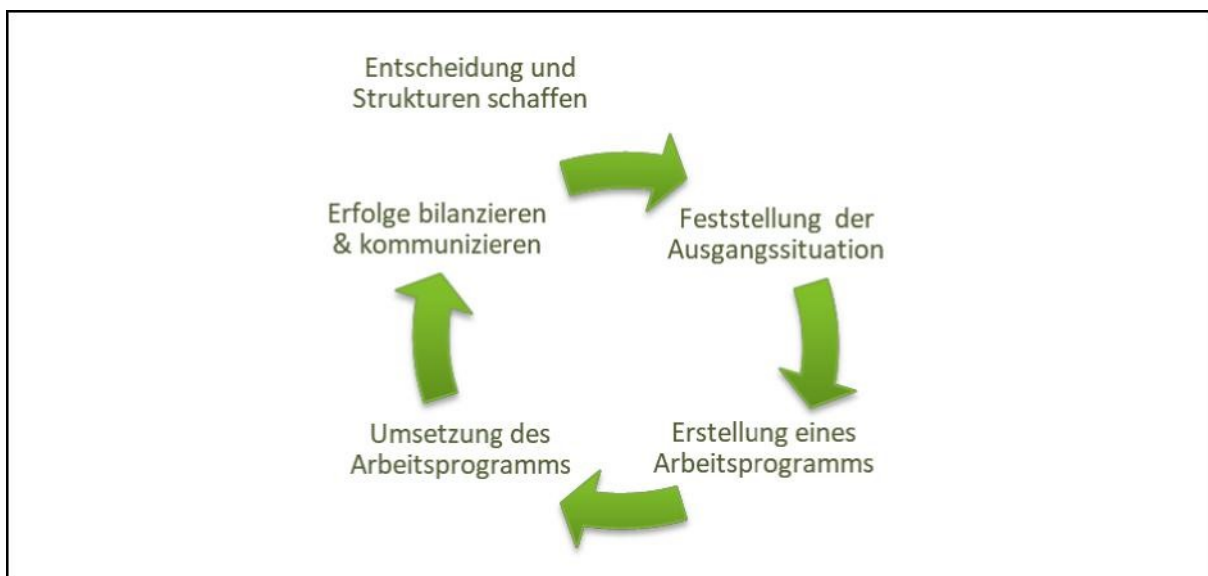 Entscheidung und
Strukturen schaffen
Erfolge bilanzieren
& kommunizieren
Feststellung der
Ausgangssituation
Umsetzung des
Arbeitsprogramms
Erstellung eines
Arbeitsprogramms